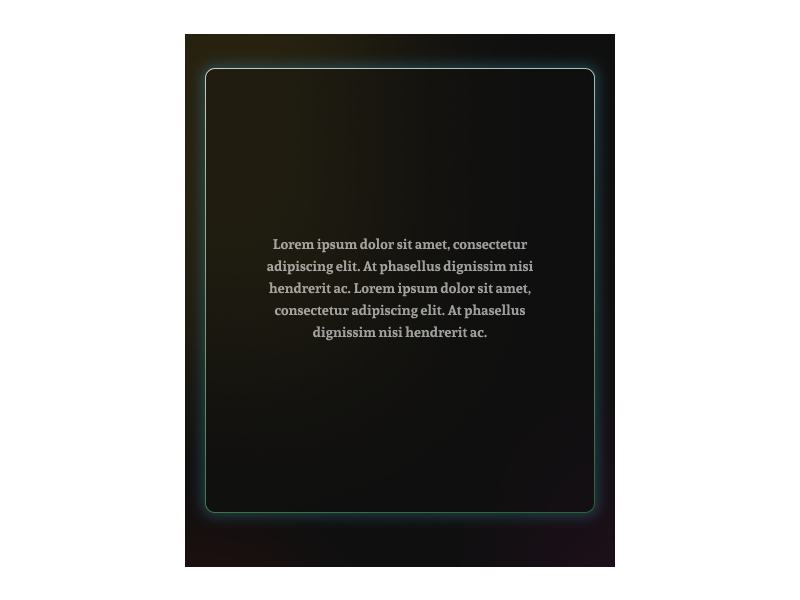 Lorem ipsum dolor sit amet, consectetur
adipiscing elit. At phasellus dignissim nisi
hendrerit ac. Lorem ipsum dolor sit amet,
consectetur adipiscing elit. At phasellus
dignissim nisi hendrerit ac.